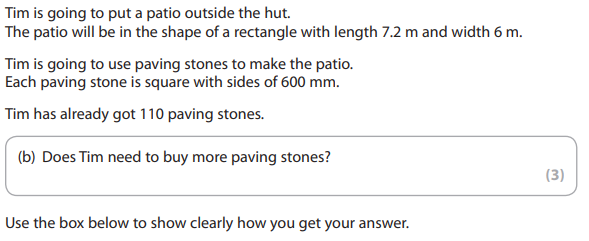 Tim is going to put a patio outside the hut.
The patio will be in the shape of a rectangle with length 7.2 m and width 6 m.
Tim is going to use paving stones to make the patio.
Each paving stone is square with sides of 600 mm.
Tim has already got 110 paving stones.
(b) Does Tim need to buy more paving stones?
(3)
Use the box below to show clearly how you get your answer.